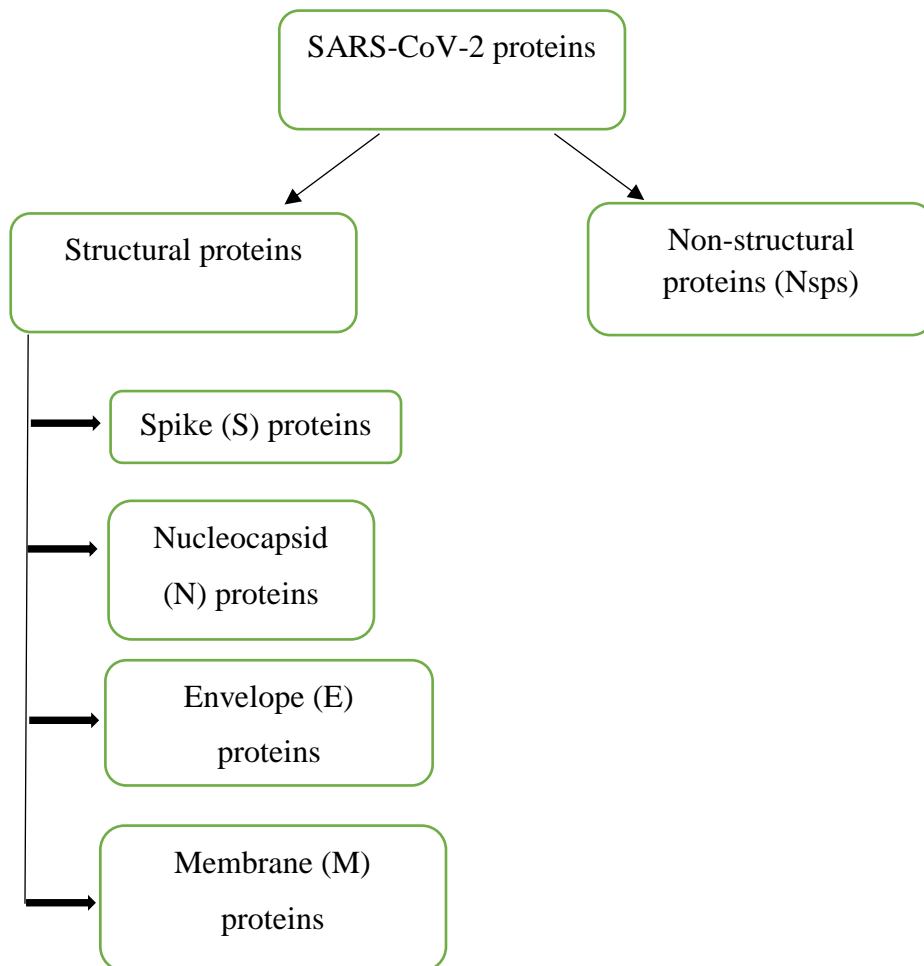 SARS-CoV-2 proteins
Structural proteins
Non-structural
proteins (Nsps)
Spike (S) proteins
Nucleocapsid
(N) proteins
Envelope (E)
proteins
Membrane (M)
proteins